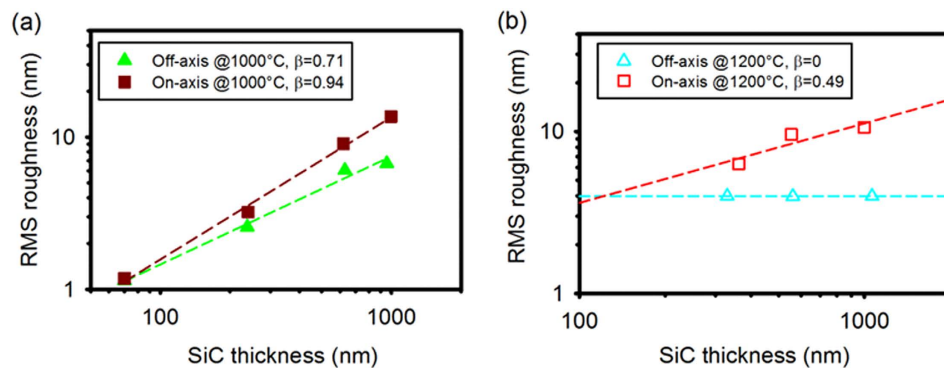 (a)
Off-axis @1000°C, β=0.71
On-axis @1000°C, β=0.94
RMS roughness (nm)
10
1
100
1000
SiC thickness (nm)
(b)
Off-axis @1200°C, β=0
On-axis @1200°C, β=0.49
RMS roughness (nm)
10
1
100
1000
SiC thickness (nm)